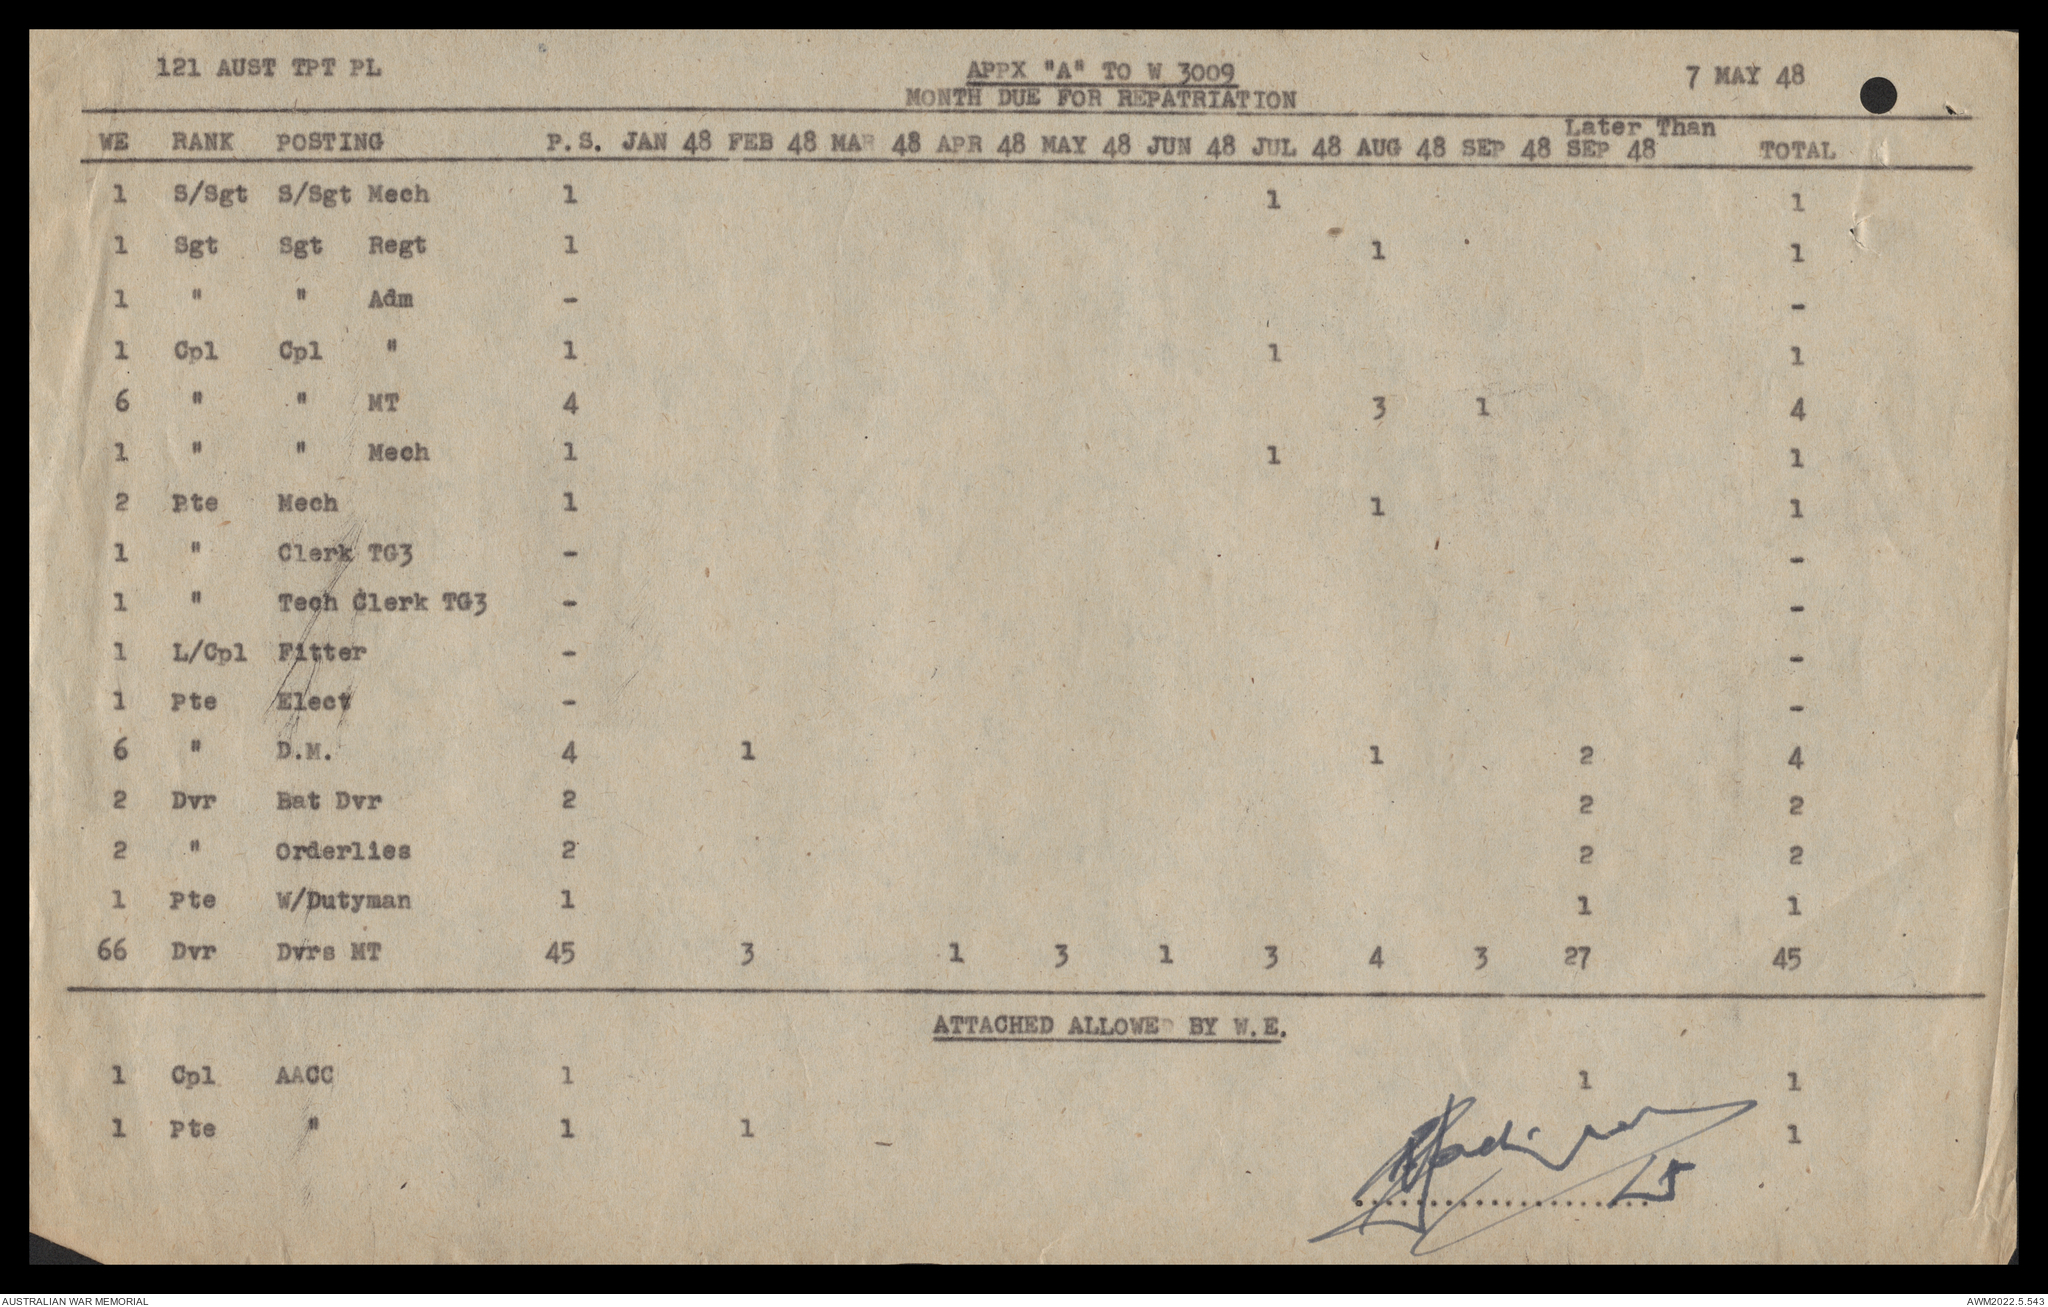 121 AUST TPT PL APPX "A" TO W 3009 7 MAY 48
MONTH DUE FOR REPATRIATION
WE RANK POSTING P.S. JAN 48 FEB 48 MAR 48 APR 48 MAY 48 JUN 48 JUL 48 AUG 48 SEP 48 Later Than SEP 48 TOTAL
1 S/Sgt S/Sgt Mech 1 1 1
1 Sgt Sgt Regt 1 1 1
1 " " Adm - -
1 Cpl Cpl " 1 1 1
6 " " MT 4 3 1 4
1 " " Mech 1 1 1
2 Pte Mech 1 1 1
1 " Clerk TG3 - -
1 " Tech Clerk TG3 - -
1 L/Cpl Fitter - -
1 Pte Elect - -
6 " D.M. 4 1 1 2 4
2 Dvr Bat Dvr 2 2 2
2 " Orderlies 2 2 2
1 Pte W/Dutyman 1 1 1
66 Dvr Dvrs MT 45 3 1 3 1 3 4 3 27 45
ATTACHED ALLOWED BY W.E.
1 Cpl AACC 1 1 1
1 Pte " 1 1 1
....................
AUSTRALIAN WAR MEMORIAL AWM2022.5.543